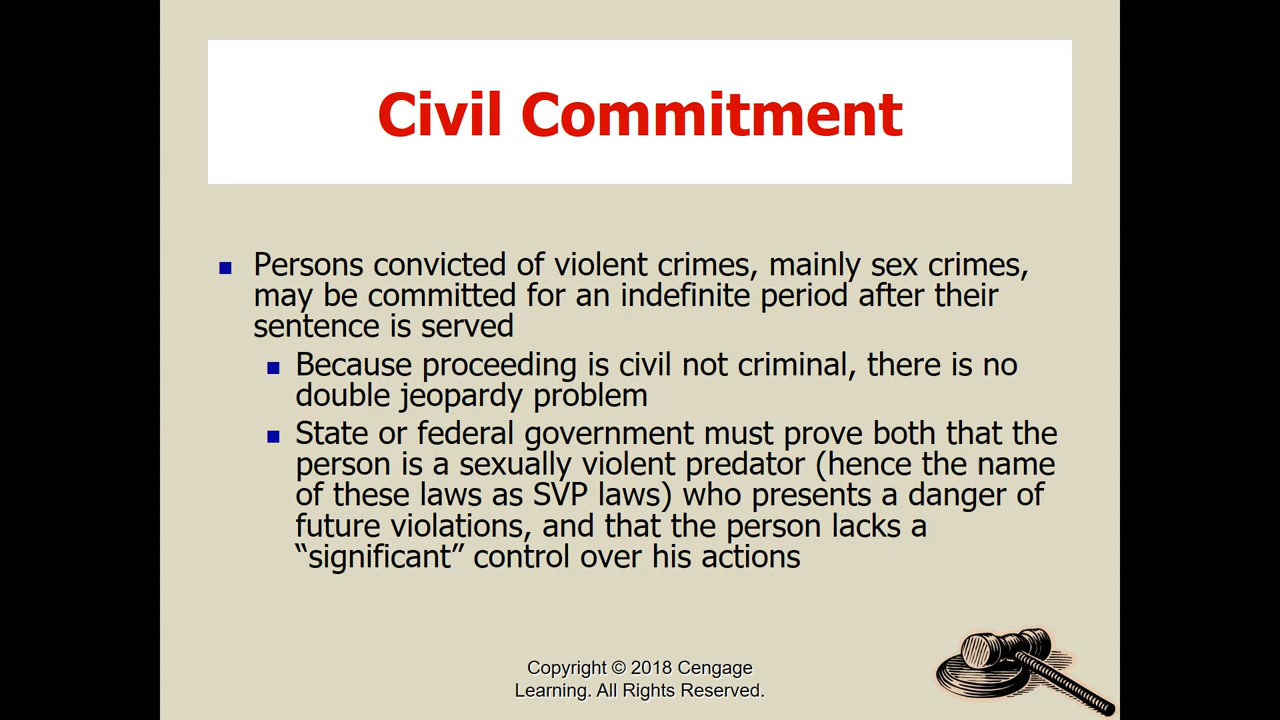 Civil Commitment
Persons convicted of violent crimes, mainly sex crimes,
may be committed for an indefinite period after their
sentence is served
Because proceeding is civil not criminal, there is no
double jeopardy problem
State or federal government must prove both that the
person is a sexually violent predator (hence the name
of these laws as SVP laws) who presents a danger of
future violations, and that the person lacks a
“significant” control over his actions
Copyright © 2018 Cengage
Learning. All Rights Reserved.